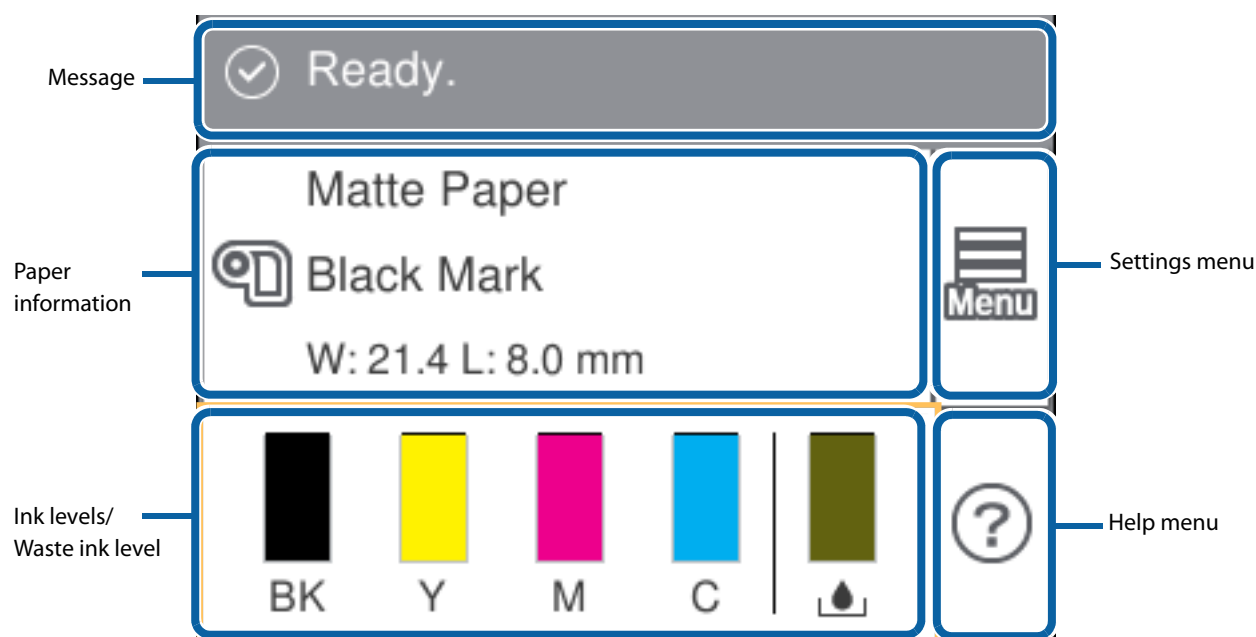 Message
Ready.
Paper
information
Matte Paper
Black Mark
W: 21.4 L: 8.0 mm
Menu
Settings menu
Ink levels/
Waste ink level
BK Y M C
?
Help menu